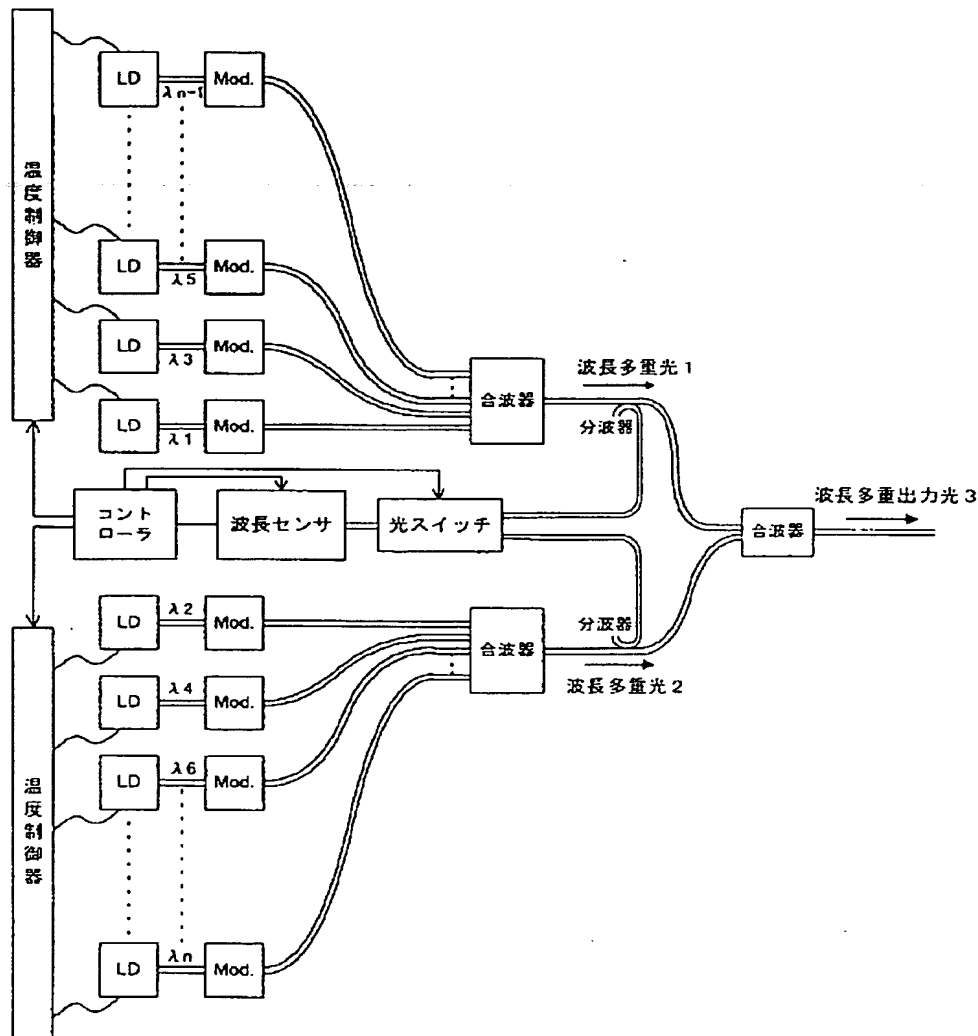 温度制御器
LD
λn-1
Mod.
LD
λ5
Mod.
LD
λ3
Mod.
LD
λ1
Mod.
合波器
波長多重光1
分波器
コント
ローラ
波長センサ
光スイッチ
合波器
波長多重出力光3
温度制御器
LD
λ2
Mod.
LD
λ4
Mod.
LD
λ6
Mod.
LD
λn
Mod.
合波器
分波器
波長多重光2